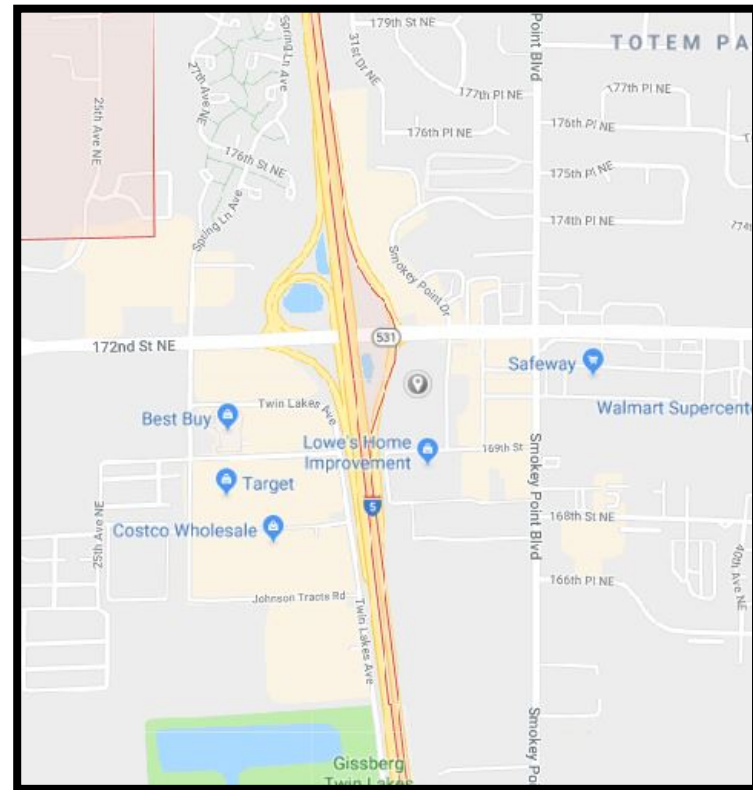 179th St NE
Spring Ln Ave
31st Dr NE
Point Blvd
TOTEM PA
27th Ave NE
177th Pl NE
177th Pl NE
25th Ave NE
176th Pl NE
176th Pl NE
176th St NE
175th Pl NE
Spring Ln Ave
174th Pl NE
Smokey Point Dr
172nd St NE
531
Safeway
Twin Lakes Ave
Best Buy
Walmart Supercent
Lowe's Home
Improvement
169th St
Smokey Point Blvd
Target
5
168th St NE
Costco Wholesale
25th Ave NE
40th Ave NE
166th Pl NE
Johnson Tracts Rd
Twin Lakes Ave
Gissberg
Twin Lakes